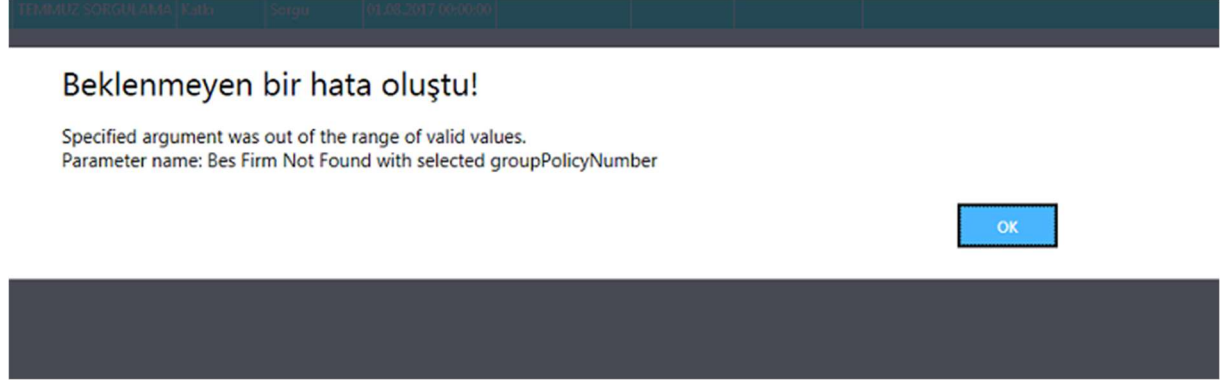 TEMMUZ SORGULAMA Katkı Sorgu 01.08.2017 00:00:00
Beklenmeyen bir hata oluştu!
Specified argument was out of the range of valid values.
Parameter name: Bes Firm Not Found with selected groupPolicyNumber
OK